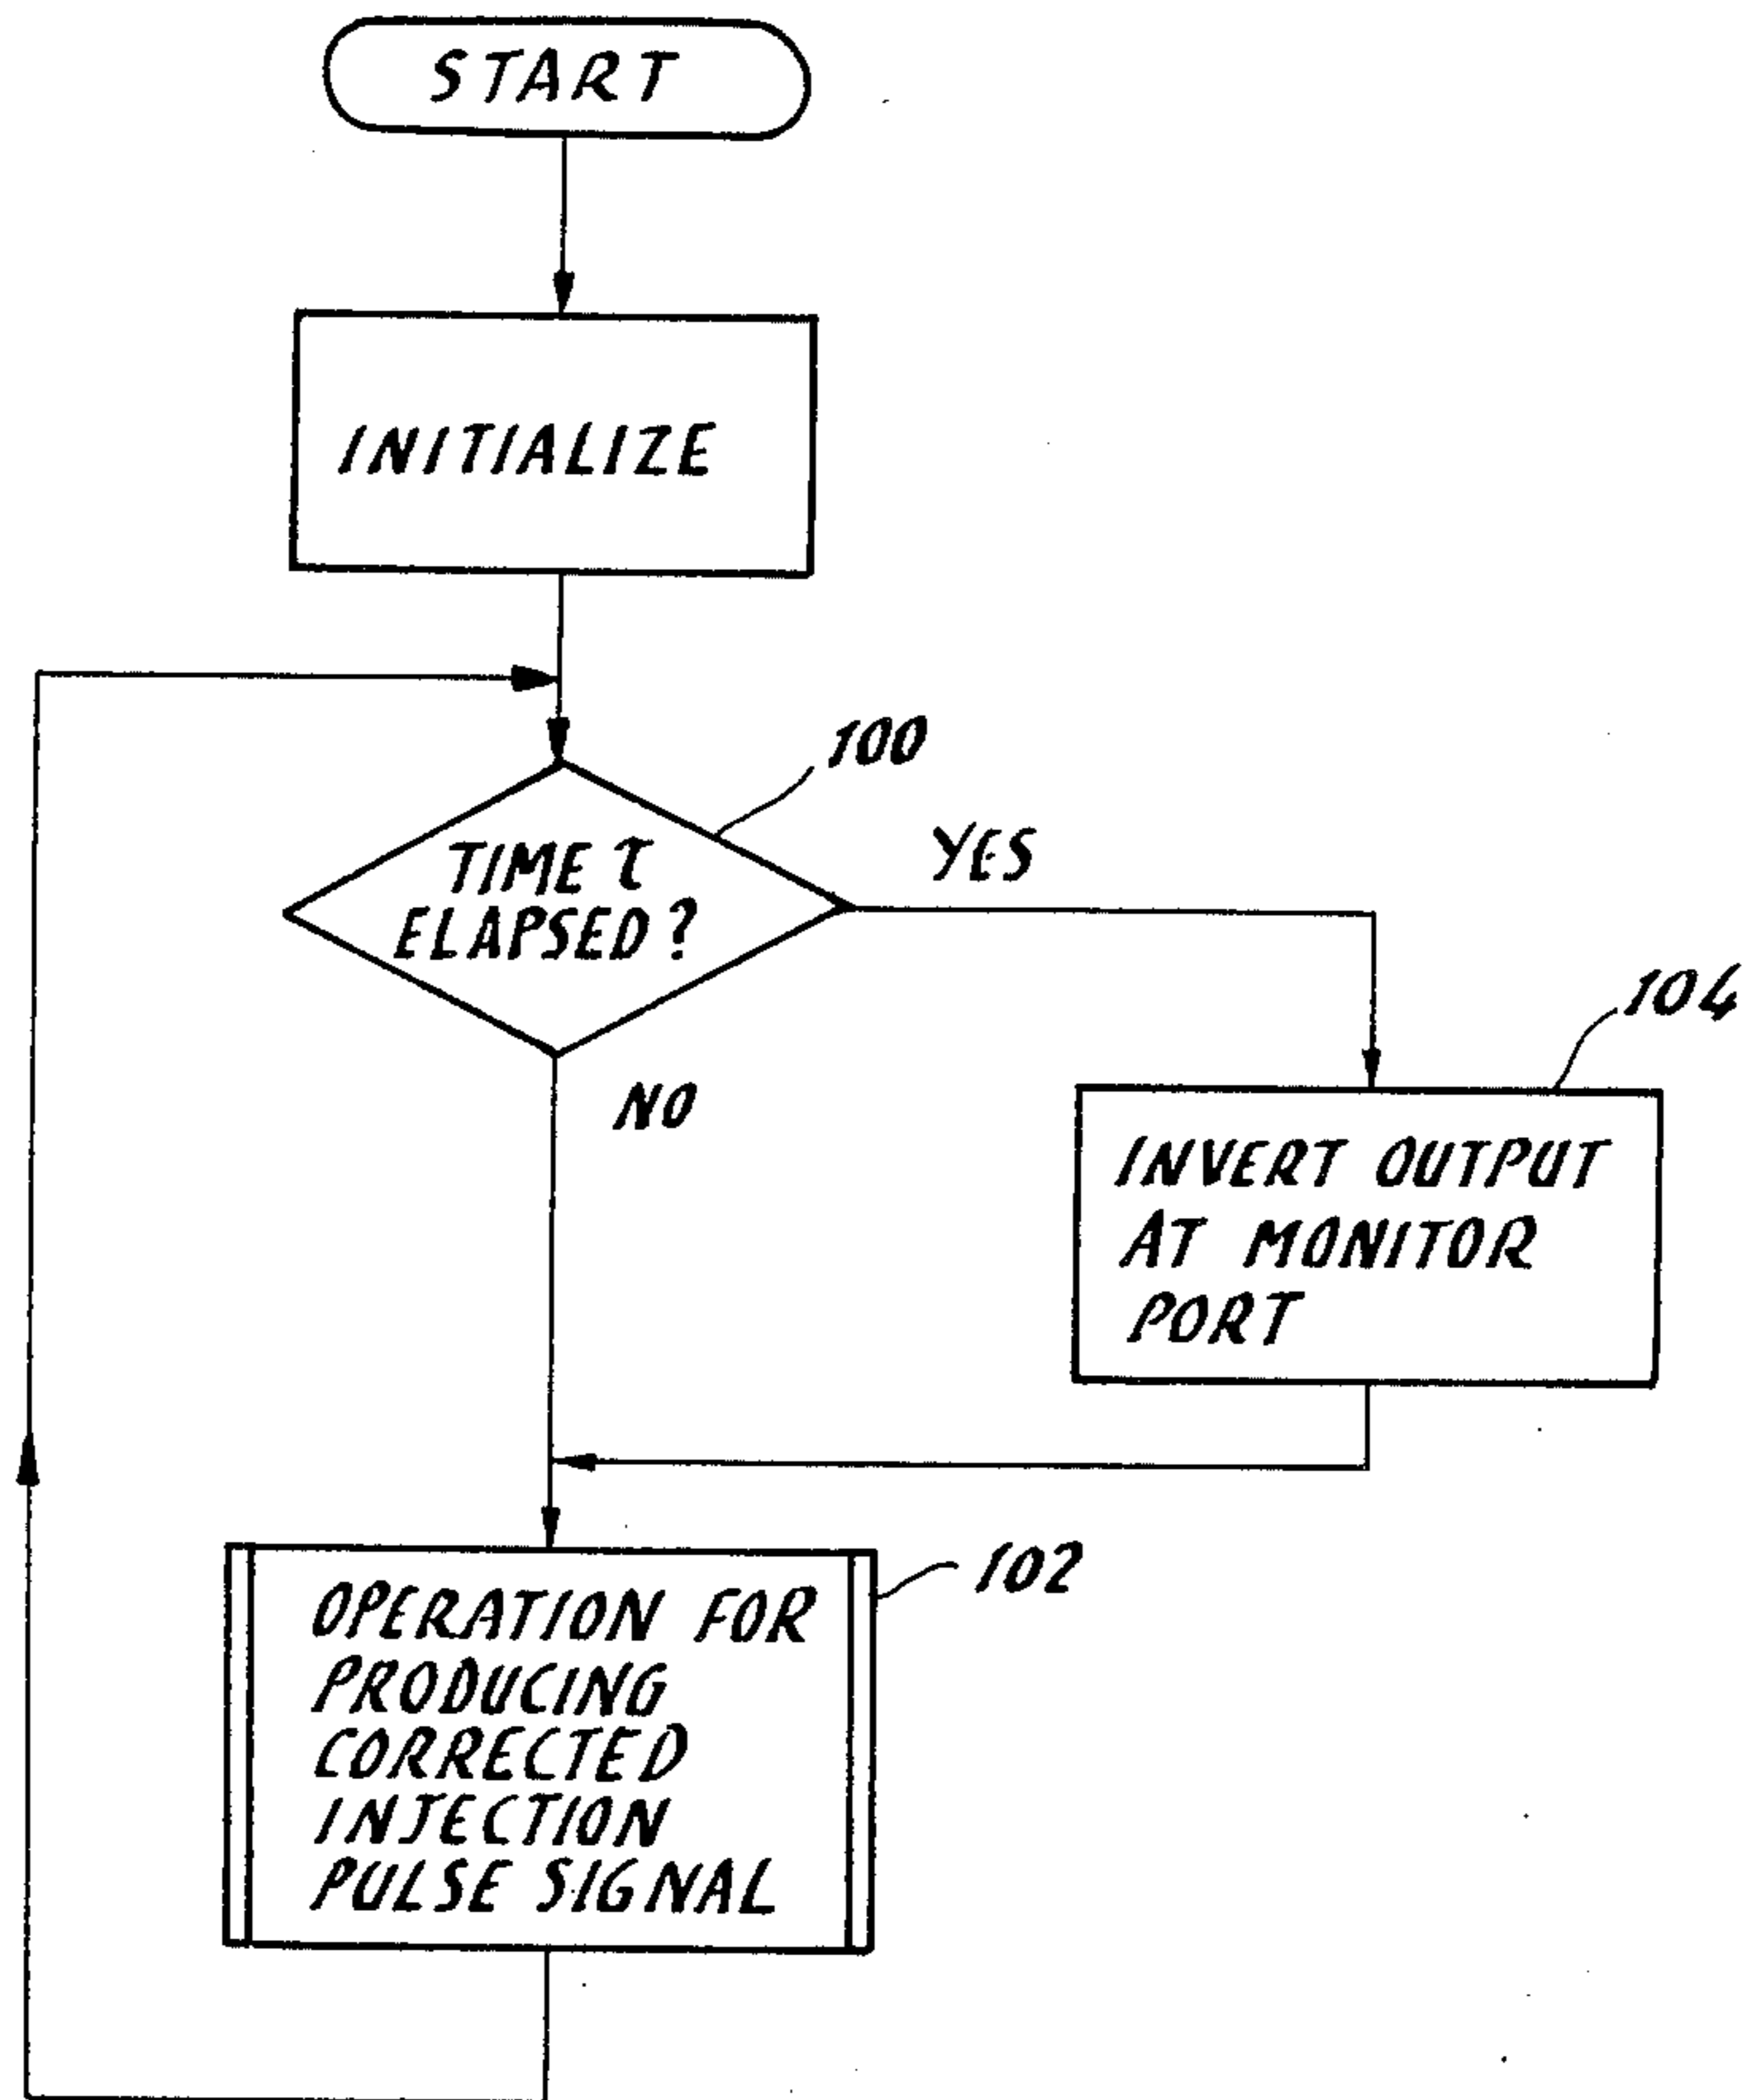 START
INITIALIZE
100
TIME τ
ELAPSED?
YES
NO
104
INVERT OUTPUT
AT MONITOR
PORT
102
OPERATION FOR
PRODUCING
CORRECTED
INJECTION
PULSE SIGNAL